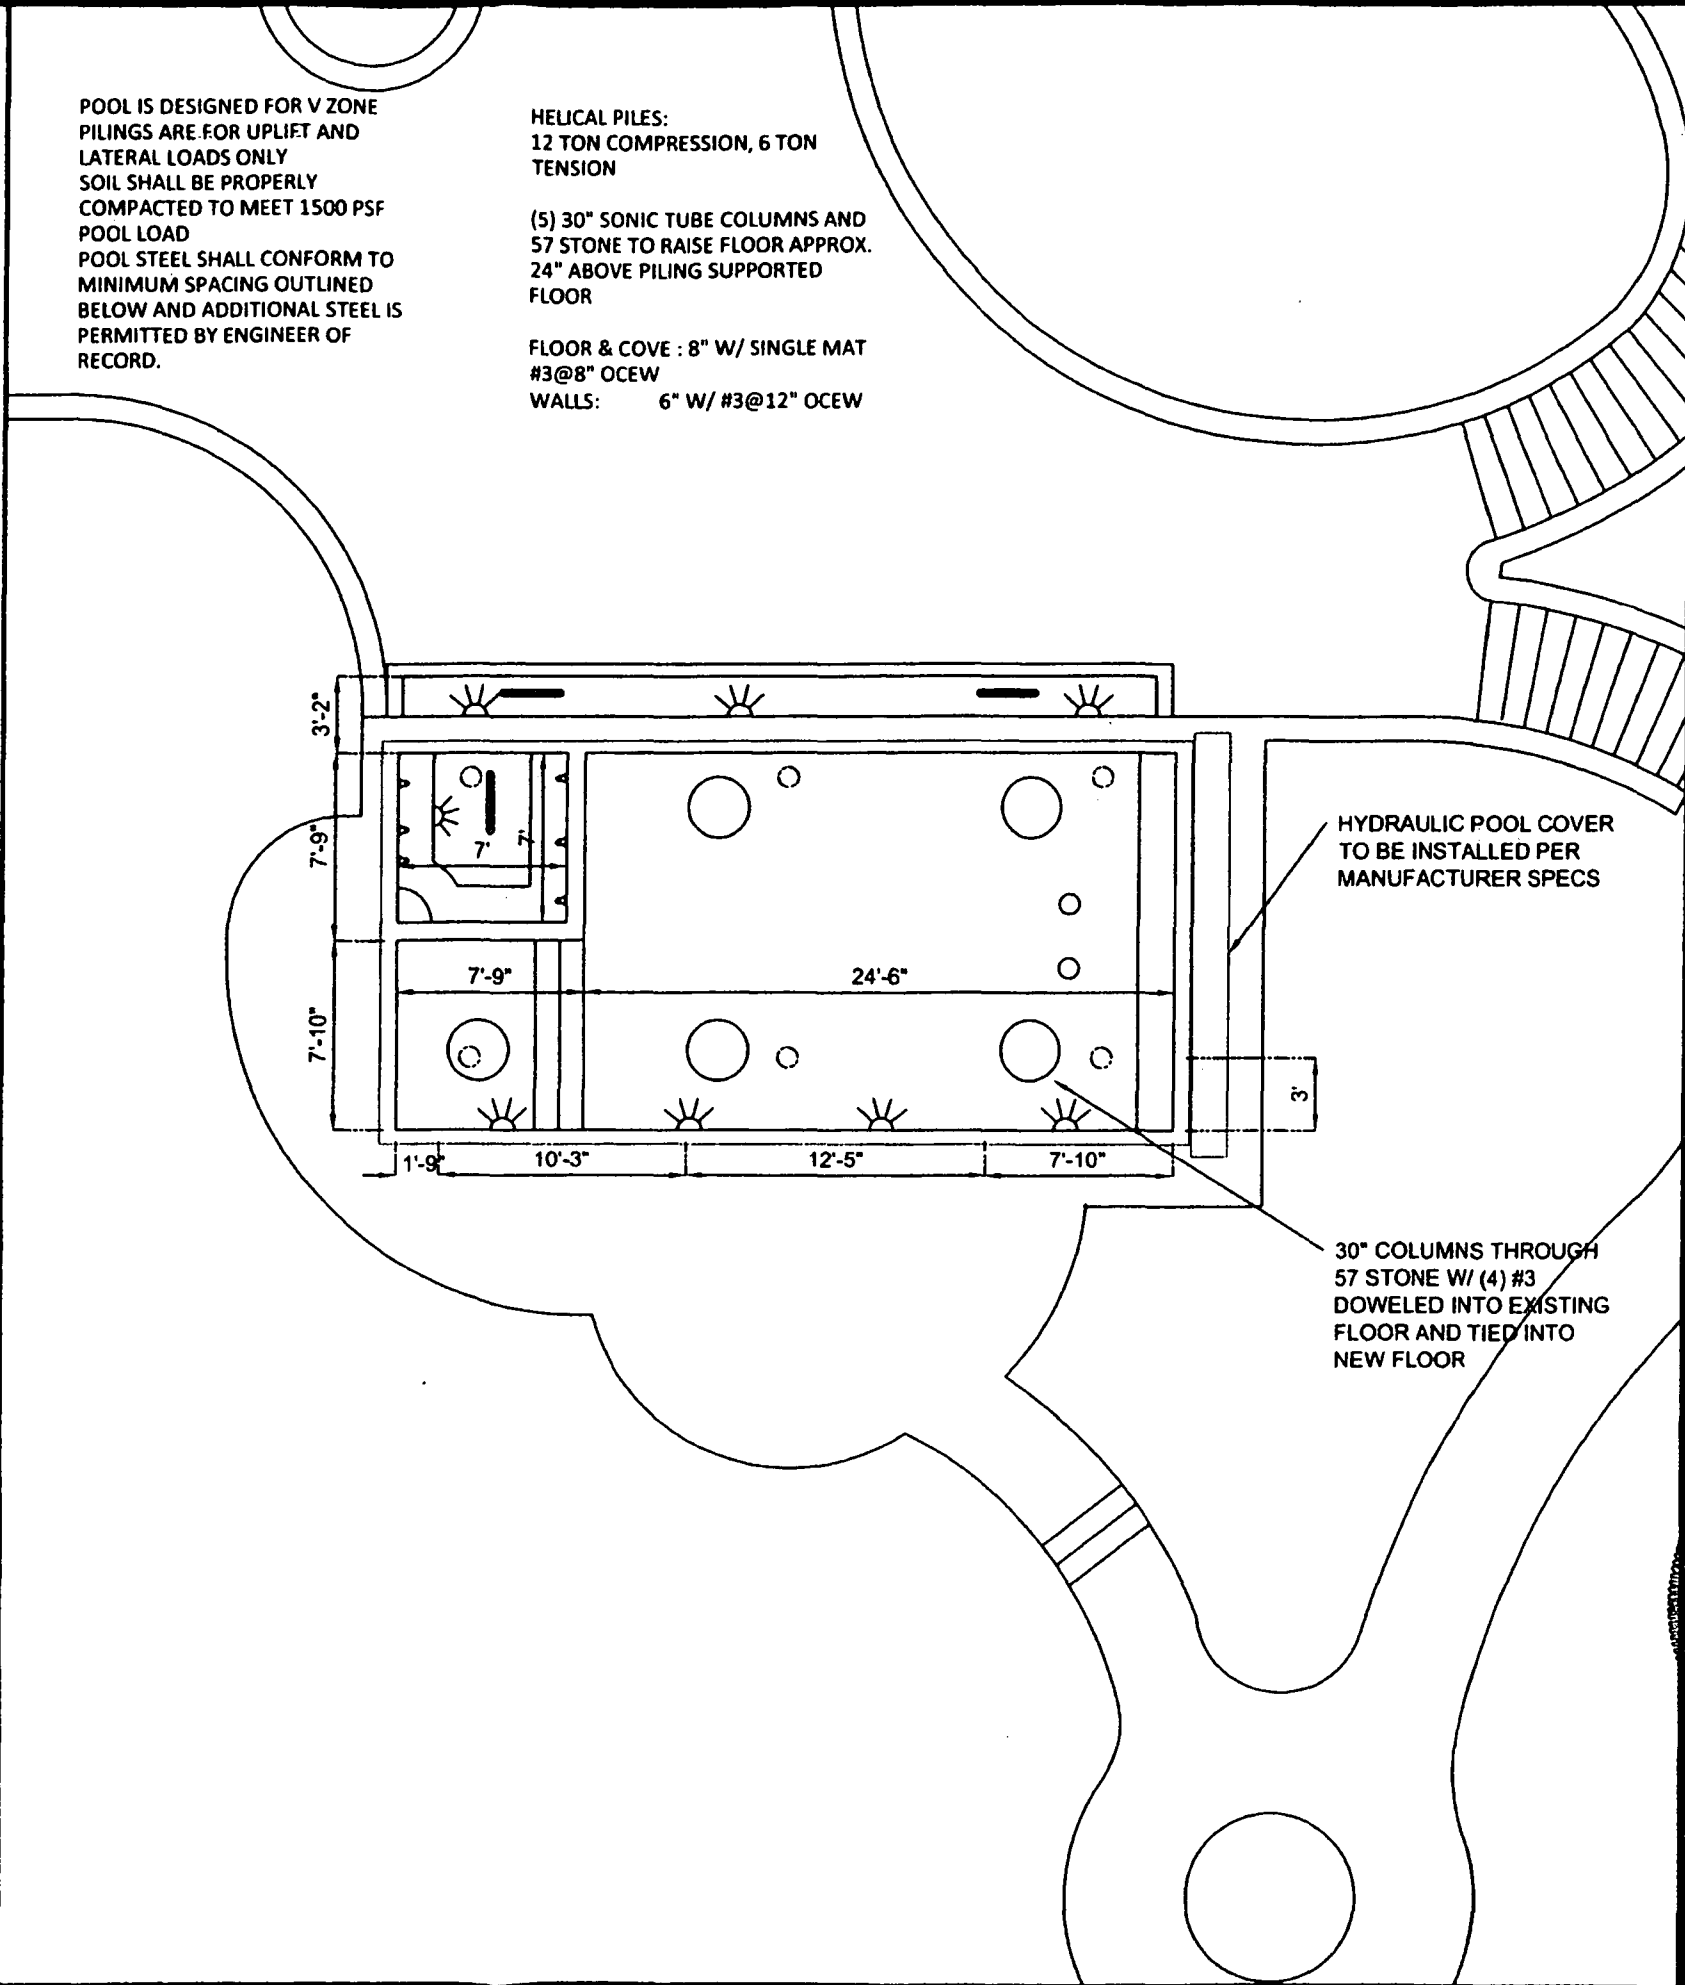 POOL IS DESIGNED FOR V ZONE
PILINGS ARE FOR UPLIFT AND
LATERAL LOADS ONLY
SOIL SHALL BE PROPERLY
COMPACTED TO MEET 1500 PSF
POOL LOAD
POOL STEEL SHALL CONFORM TO
MINIMUM SPACING OUTLINED
BELOW AND ADDITIONAL STEEL IS
PERMITTED BY ENGINEER OF
RECORD.
HELICAL PILES:
12 TON COMPRESSION, 6 TON
TENSION
(5) 30" SONIC TUBE COLUMNS AND
57 STONE TO RAISE FLOOR APPROX.
24" ABOVE PILING SUPPORTED
FLOOR
FLOOR & COVE : 8" W/ SINGLE MAT
#3@8" OCEW
WALLS: 6" W/ #3@12" OCEW
3'-2"
7'-9"
7'-10"
7'
7'
7'-9"
24'-6"
3'
1'-9"
10'-3"
12'-5"
7'-10"
HYDRAULIC POOL COVER
TO BE INSTALLED PER
MANUFACTURER SPECS
30" COLUMNS THROUGH
57 STONE W/ (4) #3
DOWELED INTO EXISTING
FLOOR AND TIED INTO
NEW FLOOR